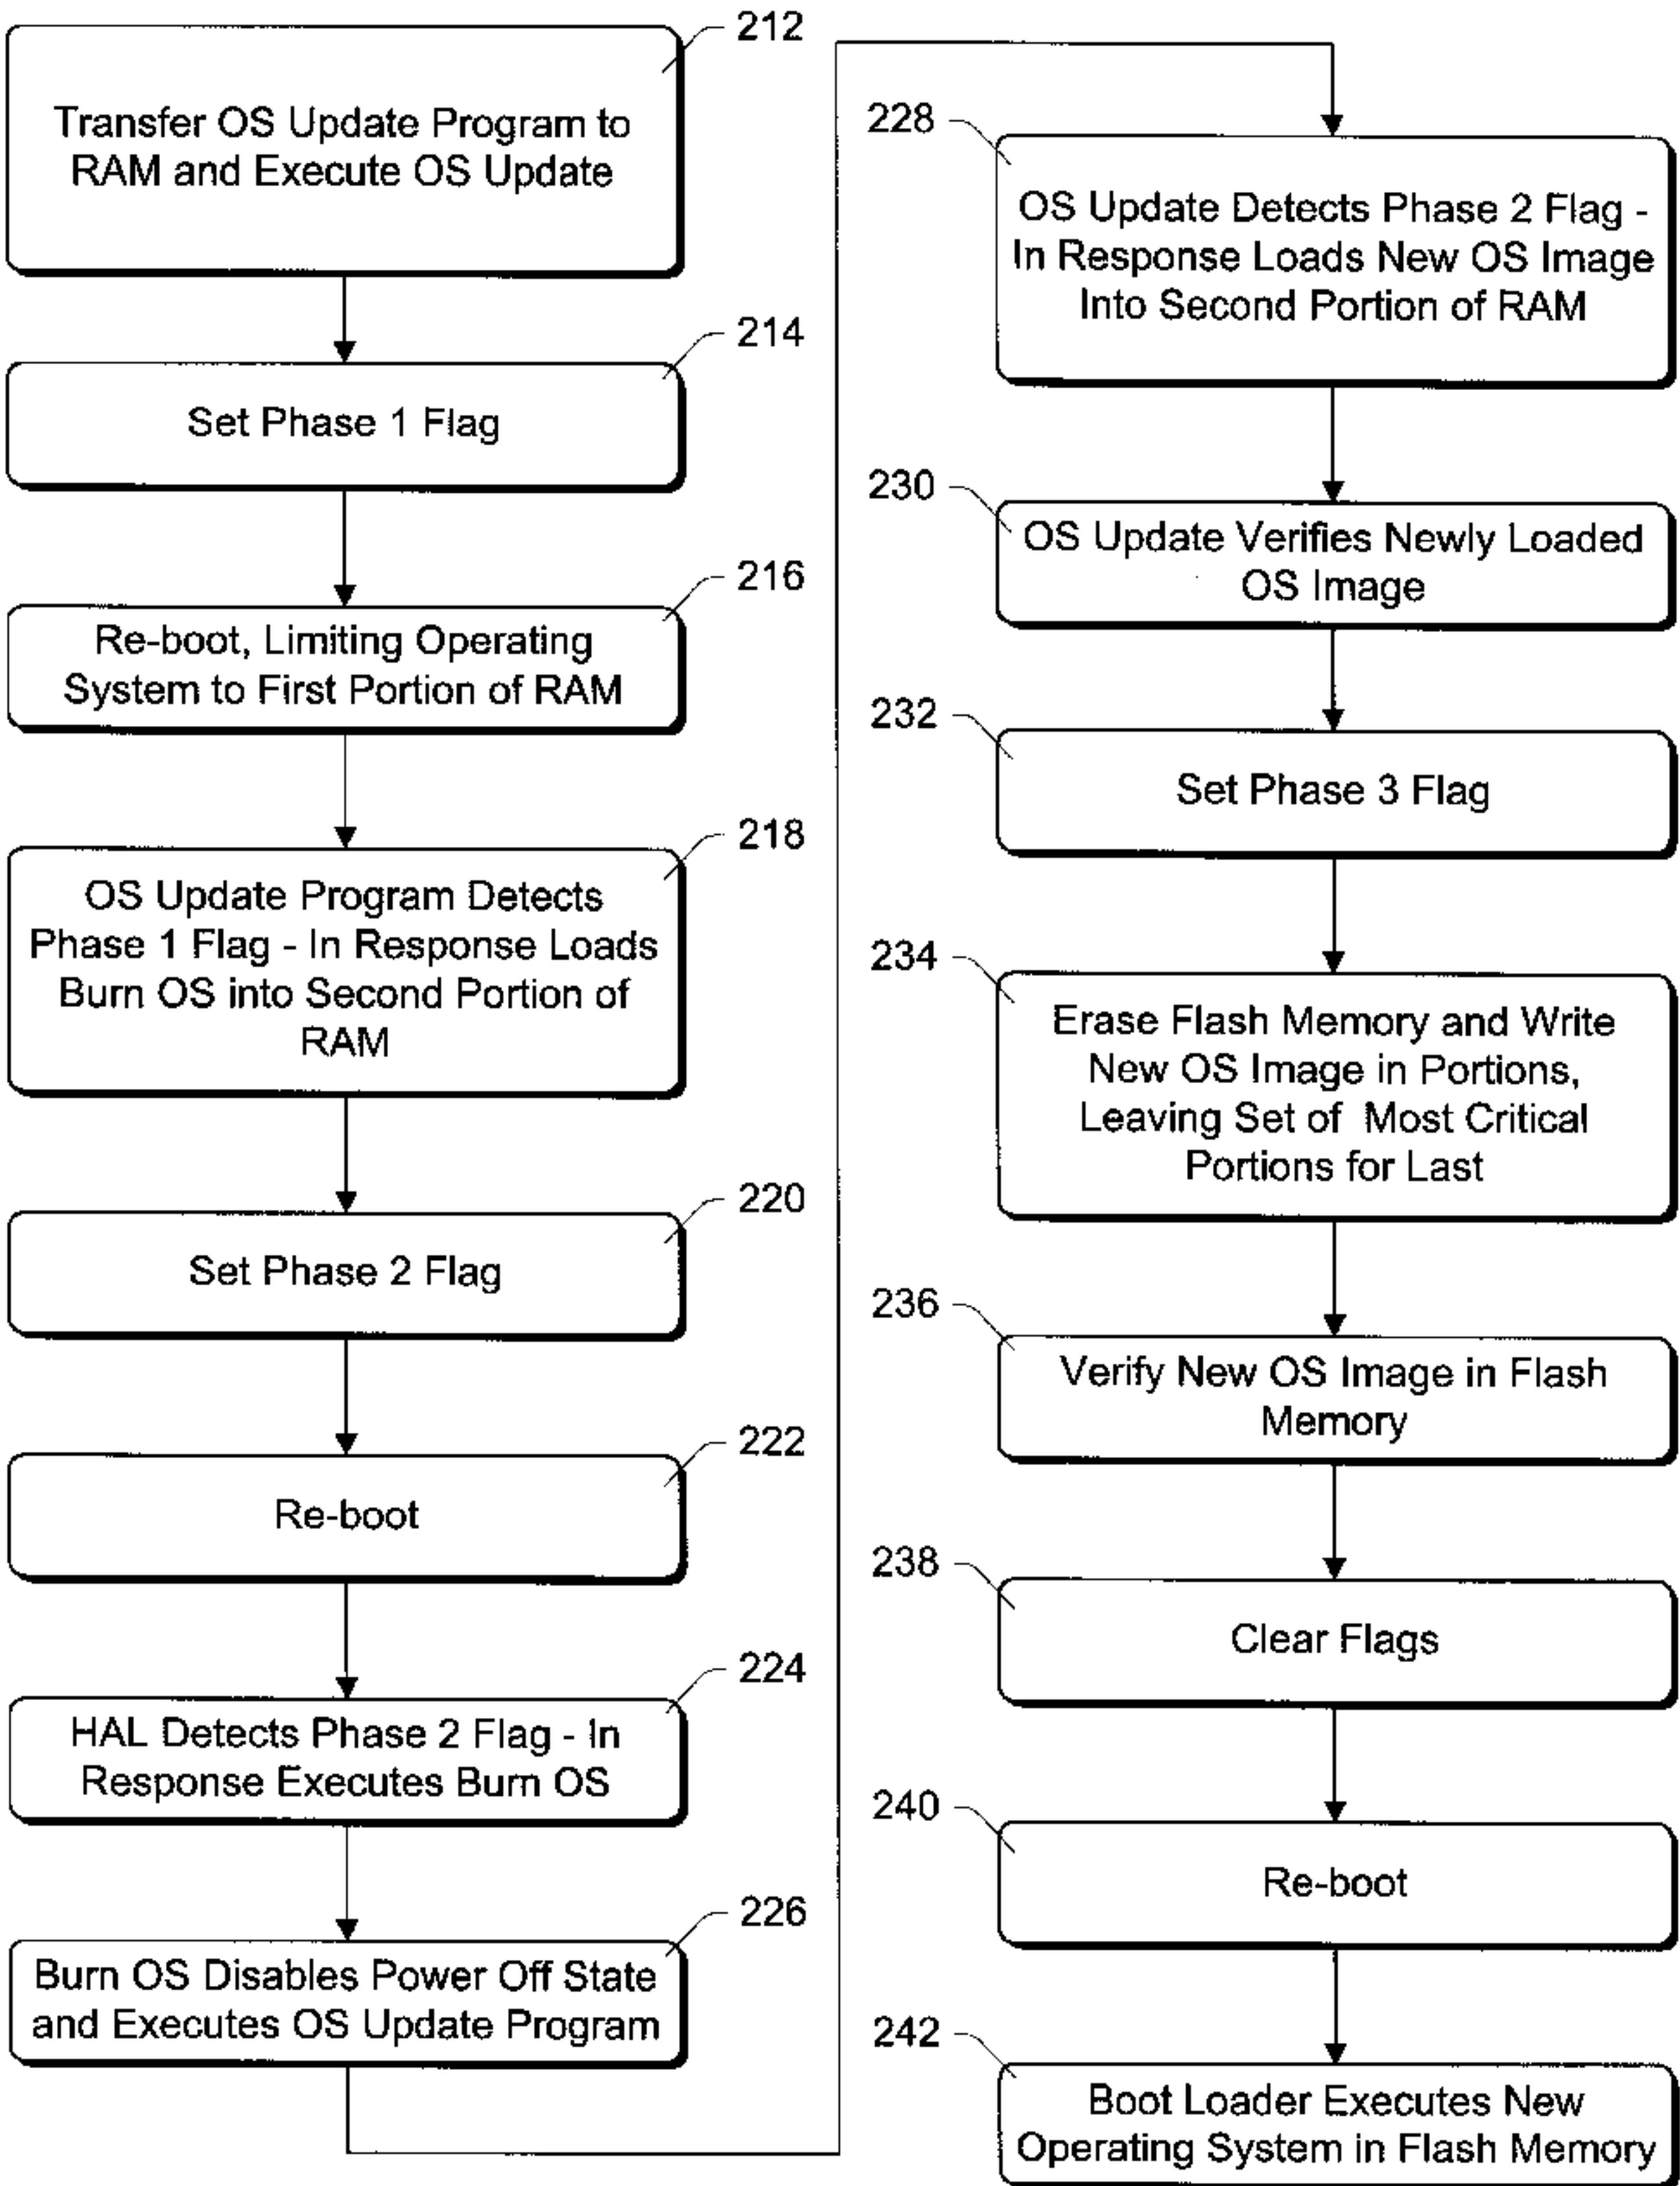 212
Transfer OS Update Program to
RAM and Execute OS Update
214
Set Phase 1 Flag
216
Re-boot, Limiting Operating
System to First Portion of RAM
218
OS Update Program Detects
Phase 1 Flag - In Response Loads
Burn OS into Second Portion of
RAM
220
Set Phase 2 Flag
222
Re-boot
224
HAL Detects Phase 2 Flag - In
Response Executes Burn OS
226
Burn OS Disables Power Off State
and Executes OS Update Program
228
OS Update Detects Phase 2 Flag -
In Response Loads New OS Image
Into Second Portion of RAM
230
OS Update Verifies Newly Loaded
OS Image
232
Set Phase 3 Flag
234
Erase Flash Memory and Write
New OS Image in Portions,
Leaving Set of Most Critical
Portions for Last
236
Verify New OS Image in Flash
Memory
238
Clear Flags
240
Re-boot
242
Boot Loader Executes New
Operating System in Flash Memory